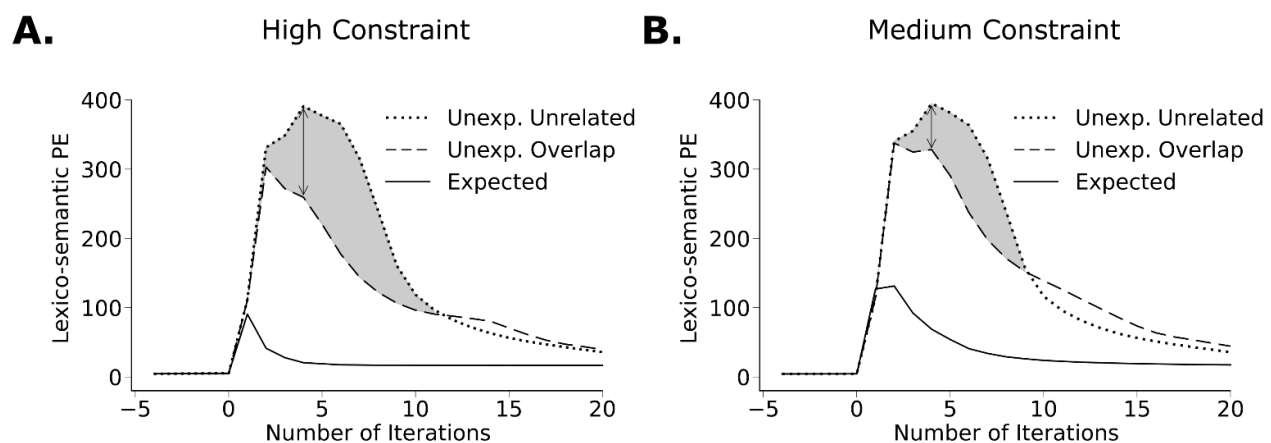 A.
High Constraint
Lexico-semantic PE
400
300
200
100
0
−5
0
5
10
15
20
Number of Iterations
Unexp. Unrelated
Unexp. Overlap
Expected
B.
Medium Constraint
Lexico-semantic PE
400
300
200
100
0
−5
0
5
10
15
20
Number of Iterations
Unexp. Unrelated
Unexp. Overlap
Expected